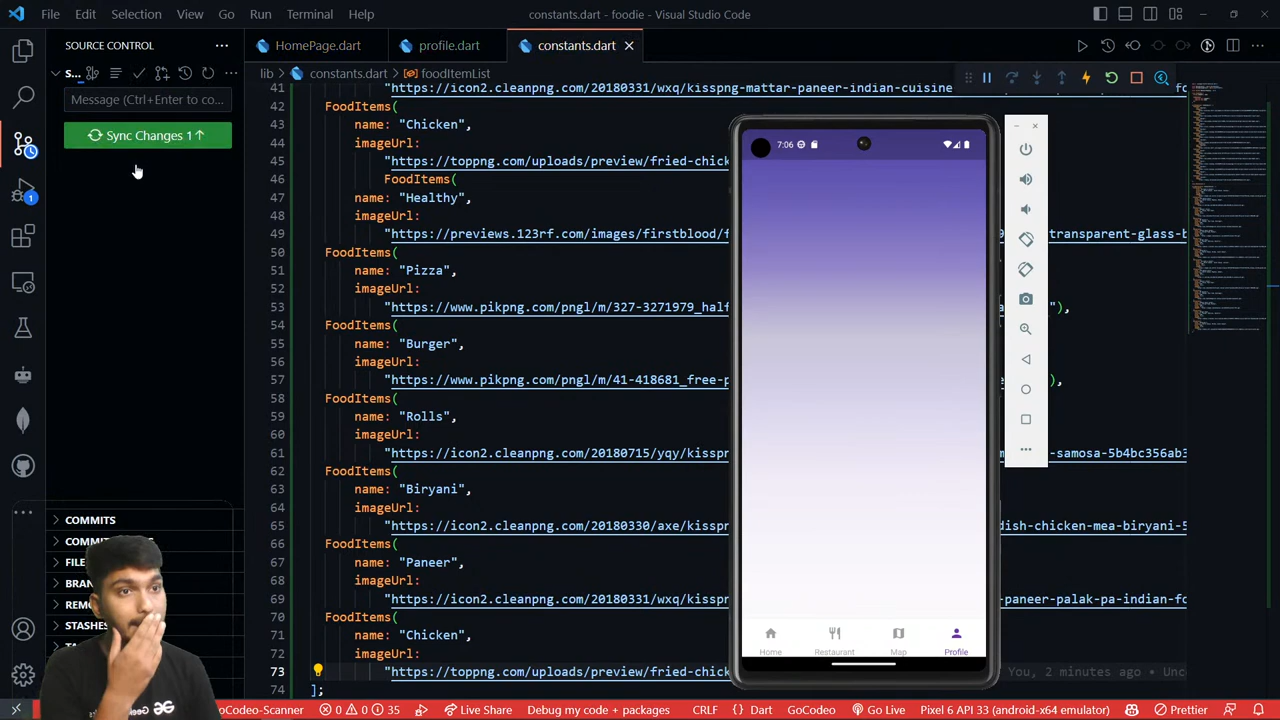 File Edit Selection View Go Run Terminal Help
constants.dart - foodie - Visual Studio Code
SOURCE CONTROL
HomePage.dart
profile.dart
constants.dart
S...
lib > constants.dart > foodItemList
Message (Ctrl+Enter to co...
Sync Changes 1
1
41 "https://icon2.cleanpng.com/20180331/wxq/kisspng-mattar-paneer-indian-cuisine
42 FoodItems(
43 name: "Chicken",
44 imageUrl:
45 "https://toppng.com/uploads/preview/fried-chick
46 FoodItems(
47 name: "Healthy",
48 imageUrl:
49 "https://previews.123rf.com/images/firstblood/f transparent-glass-b
50 FoodItems(
51 name: "Pizza",
52 imageUrl:
53 "https://www.pikpng.com/pngl/m/327-3271979_half "),
54 FoodItems(
55 name: "Burger",
56 imageUrl:
57 "https://www.pikpng.com/pngl/m/41-418681_free-p ),
58 FoodItems(
59 name: "Rolls",
60 imageUrl:
61 "https://icon2.cleanpng.com/20180715/yqy/kisspn -samosa-5b4bc356ab3
62 FoodItems(
63 name: "Biryani",
64 imageUrl:
65 "https://icon2.cleanpng.com/20180330/axe/kisspn dish-chicken-mea-biryani-5
66 FoodItems(
67 name: "Paneer",
68 imageUrl:
69 "https://icon2.cleanpng.com/20180331/wxq/kisspn -paneer-palak-pa-indian-fo
70 FoodItems(
71 name: "Chicken",
72 imageUrl:
73 "https://toppng.com/uploads/preview/fried-chick You, 2 minutes ago • Unc
74 ];
Home Restaurant Map Profile
COMMITS
FILE
BRAN
REMO
STASHES
GoCodeo-Scanner 0 0 35 Live Share Debug my code + packages CRLF { } Dart GoCodeo Go Live Pixel 6 API 33 (android-x64 emulator) Prettier